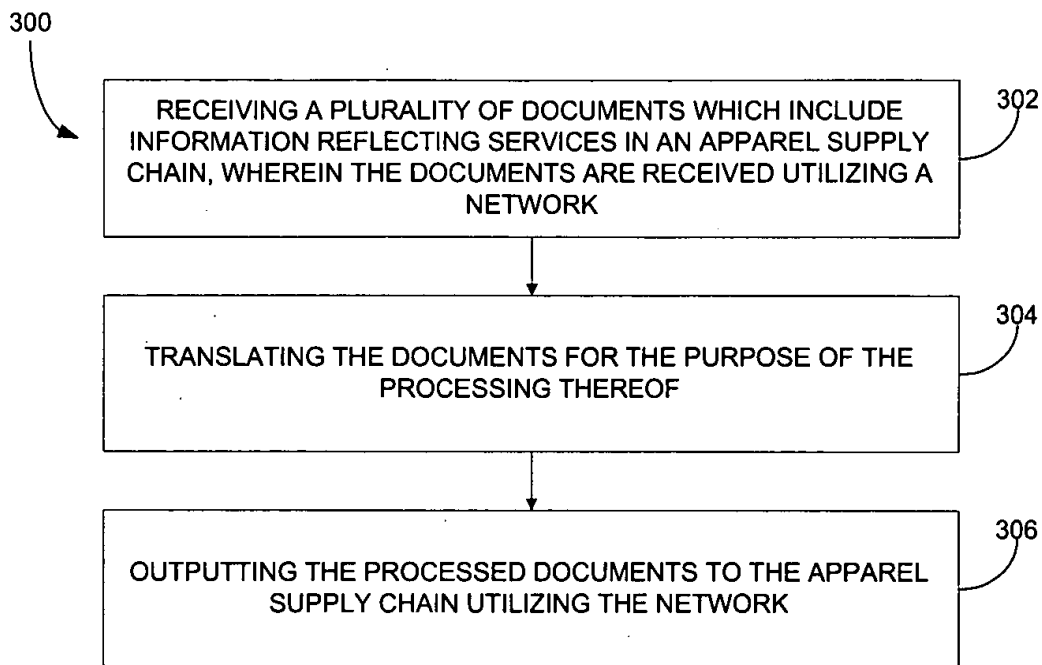 300
302
RECEIVING A PLURALITY OF DOCUMENTS WHICH INCLUDE
INFORMATION REFLECTING SERVICES IN AN APPAREL SUPPLY
CHAIN, WHEREIN THE DOCUMENTS ARE RECEIVED UTILIZING A
NETWORK
304
TRANSLATING THE DOCUMENTS FOR THE PURPOSE OF THE
PROCESSING THEREOF
306
OUTPUTTING THE PROCESSED DOCUMENTS TO THE APPAREL
SUPPLY CHAIN UTILIZING THE NETWORK